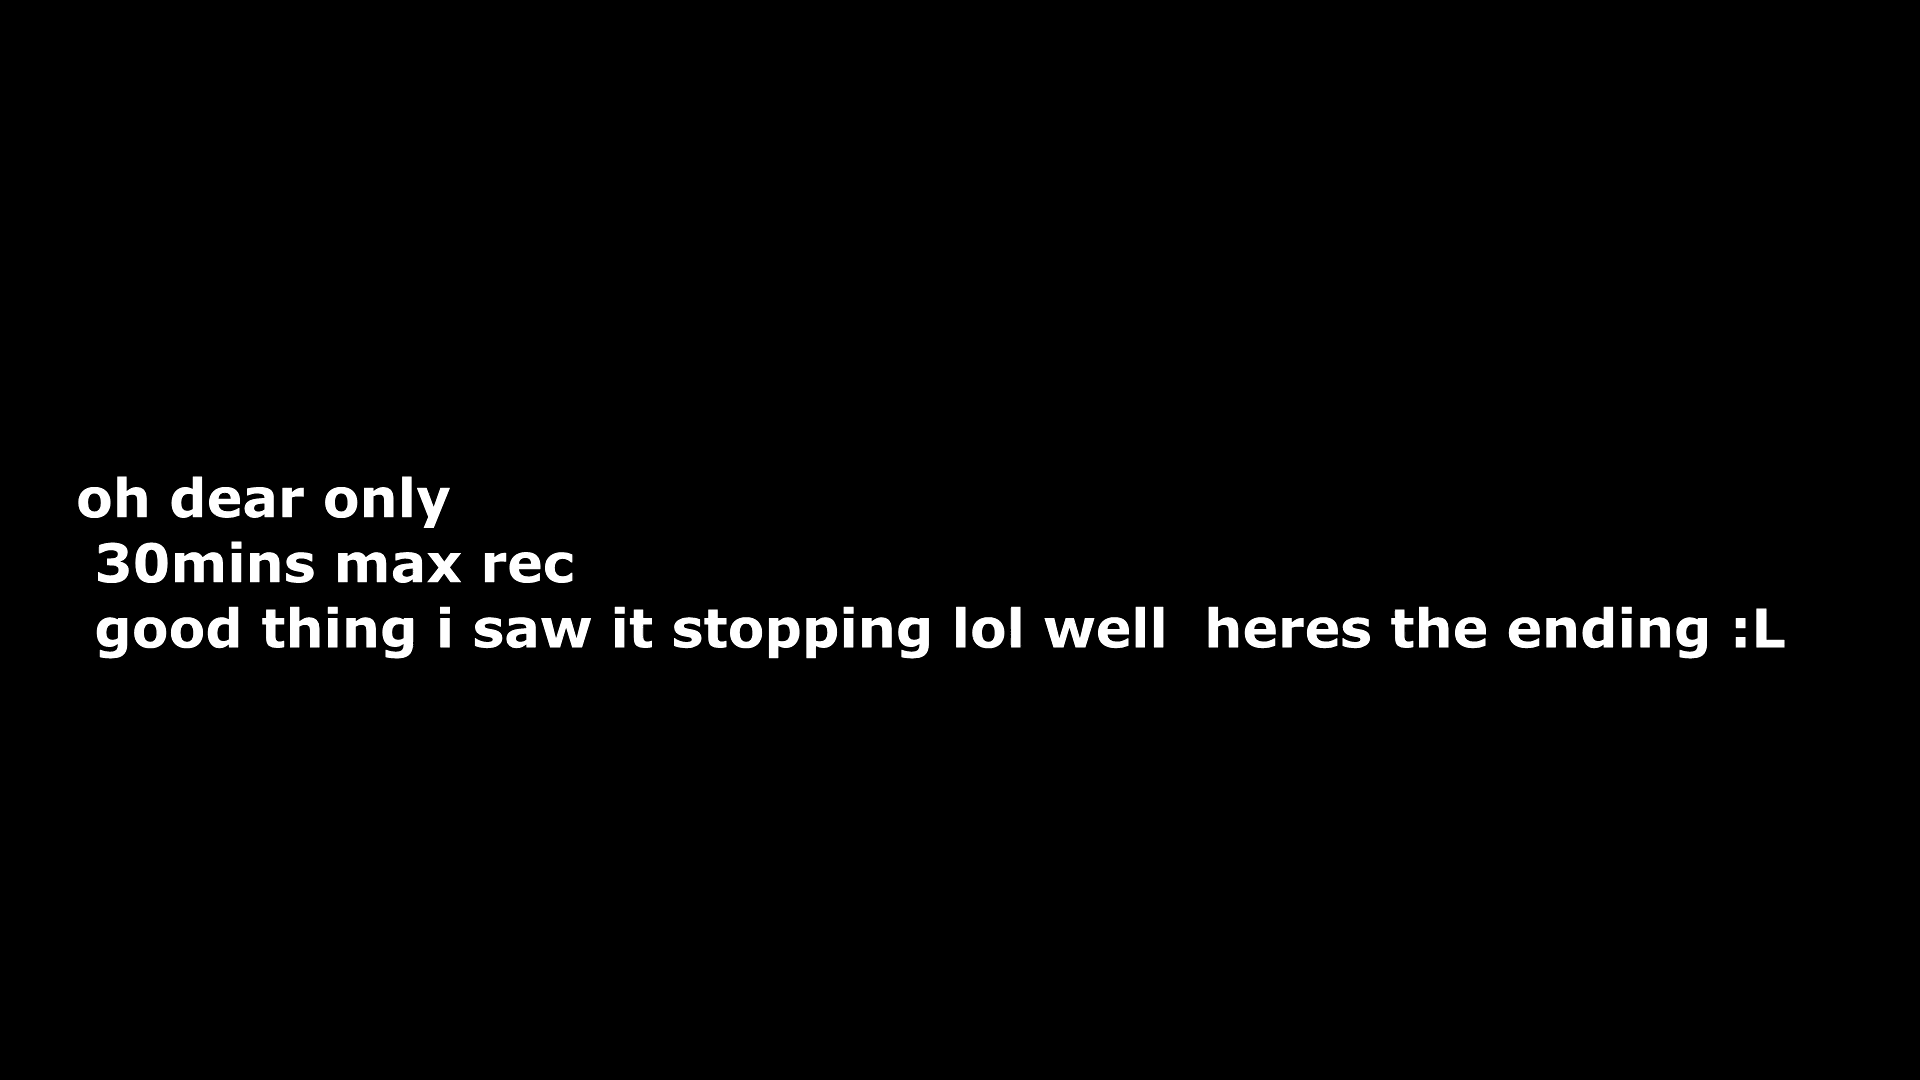 oh dear only
30mins max rec
good thing i saw it stopping lol well  heres the ending :L